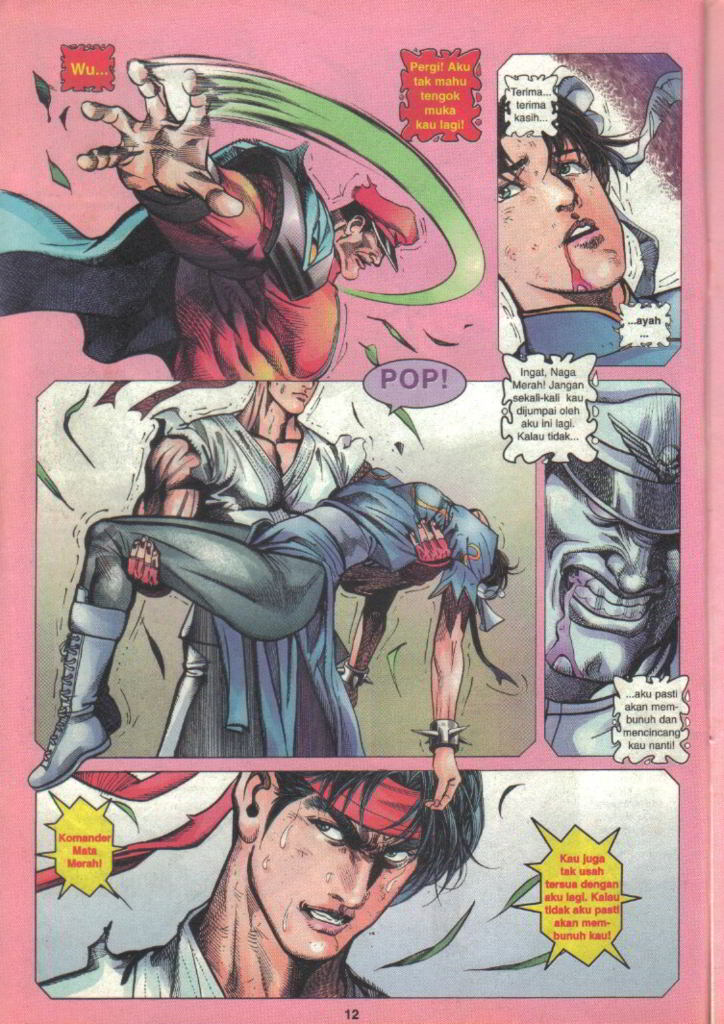 Wu...
Pergi! Aku
tak mahu
tengok
muka
kau lagi!
Terima...
terima
kasih...
...ayah
...
POP!
Ingat, Naga
Merah! Jangan
sekali-kali kau
dijumpai oleh
aku ini lagi.
Kalau tidak...
...aku pasti
akan mem-
bunuh dan
mencincang
kau nanti!
Komander
Mata
Merah!
Kau juga
tak usah
tersua dengan
aku lagi. Kalau
tidak aku pasti
akan mem-
bunuh kau!
12